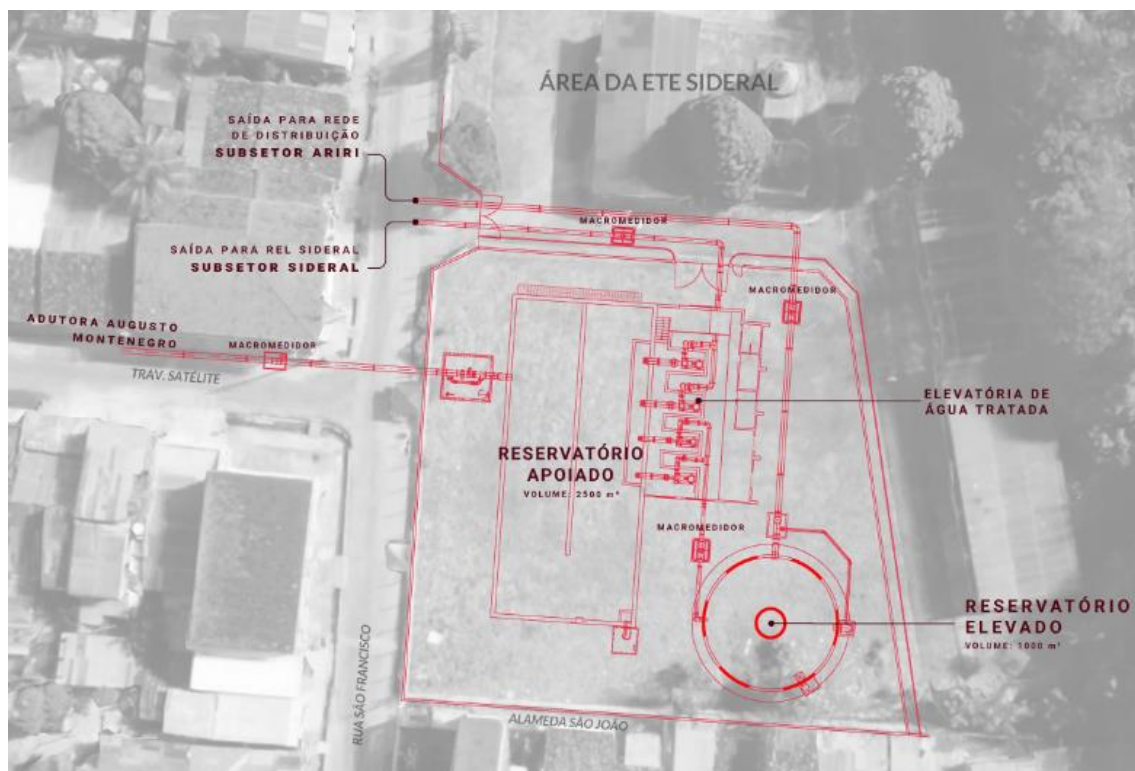 ÁREA DA ETE SIDERAL
SAÍDA PARA REDE
DE DISTRIBUIÇÃO
SUBSETOR ARIRI
MACROMEDIDOR
SAÍDA PARA REL SIDERAL
SUBSETOR SIDERAL
MACROMEDIDOR
ADUTORA AUGUSTO
MONTENEGRO
MACROMEDIDOR
TRAV. SATÉLITE
ELEVATÓRIA DE
ÁGUA TRATADA
RESERVATÓRIO
APOIADO
VOLUME: 2500 m³
MACROMEDIDOR
RESERVATÓRIO
ELEVADO
VOLUME: 1000 m³
RUA SÃO FRANCISCO
ALAMEDA SÃO JOÃO